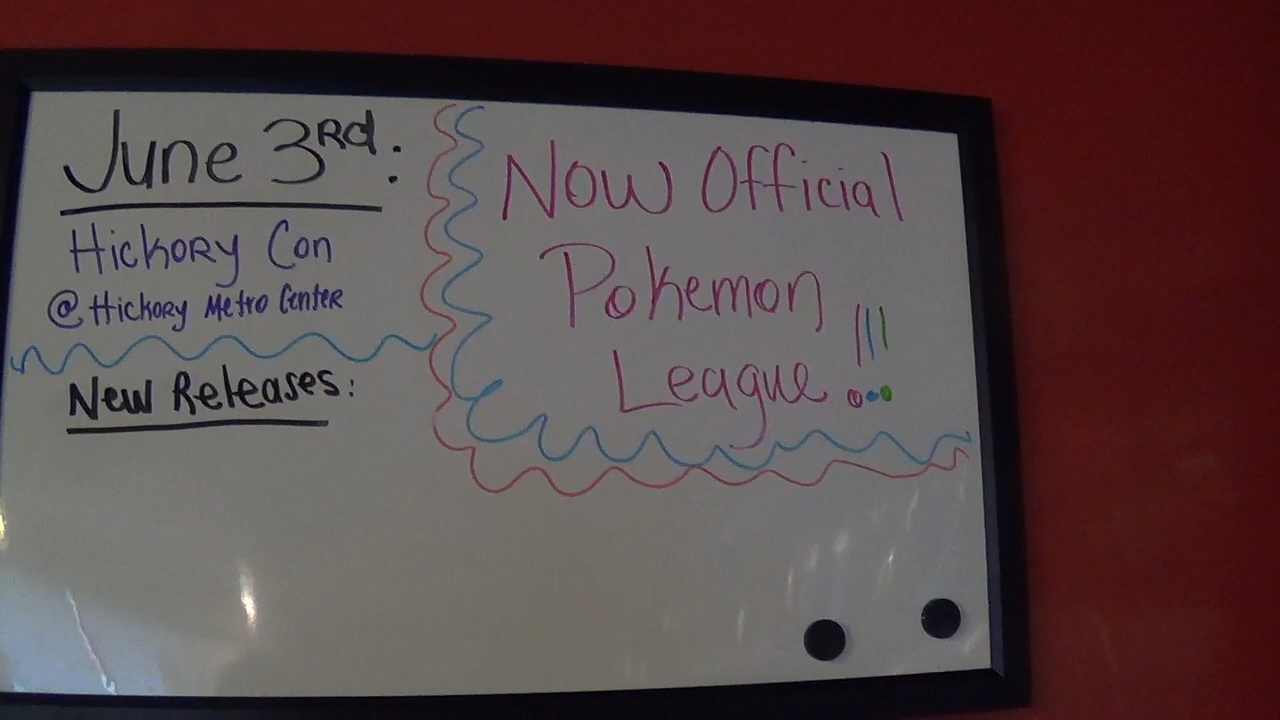 June 3Rd:
Hickory Con
@ Hickory Metro Center
New Releases:
Now Official
Pokemon
League!!!